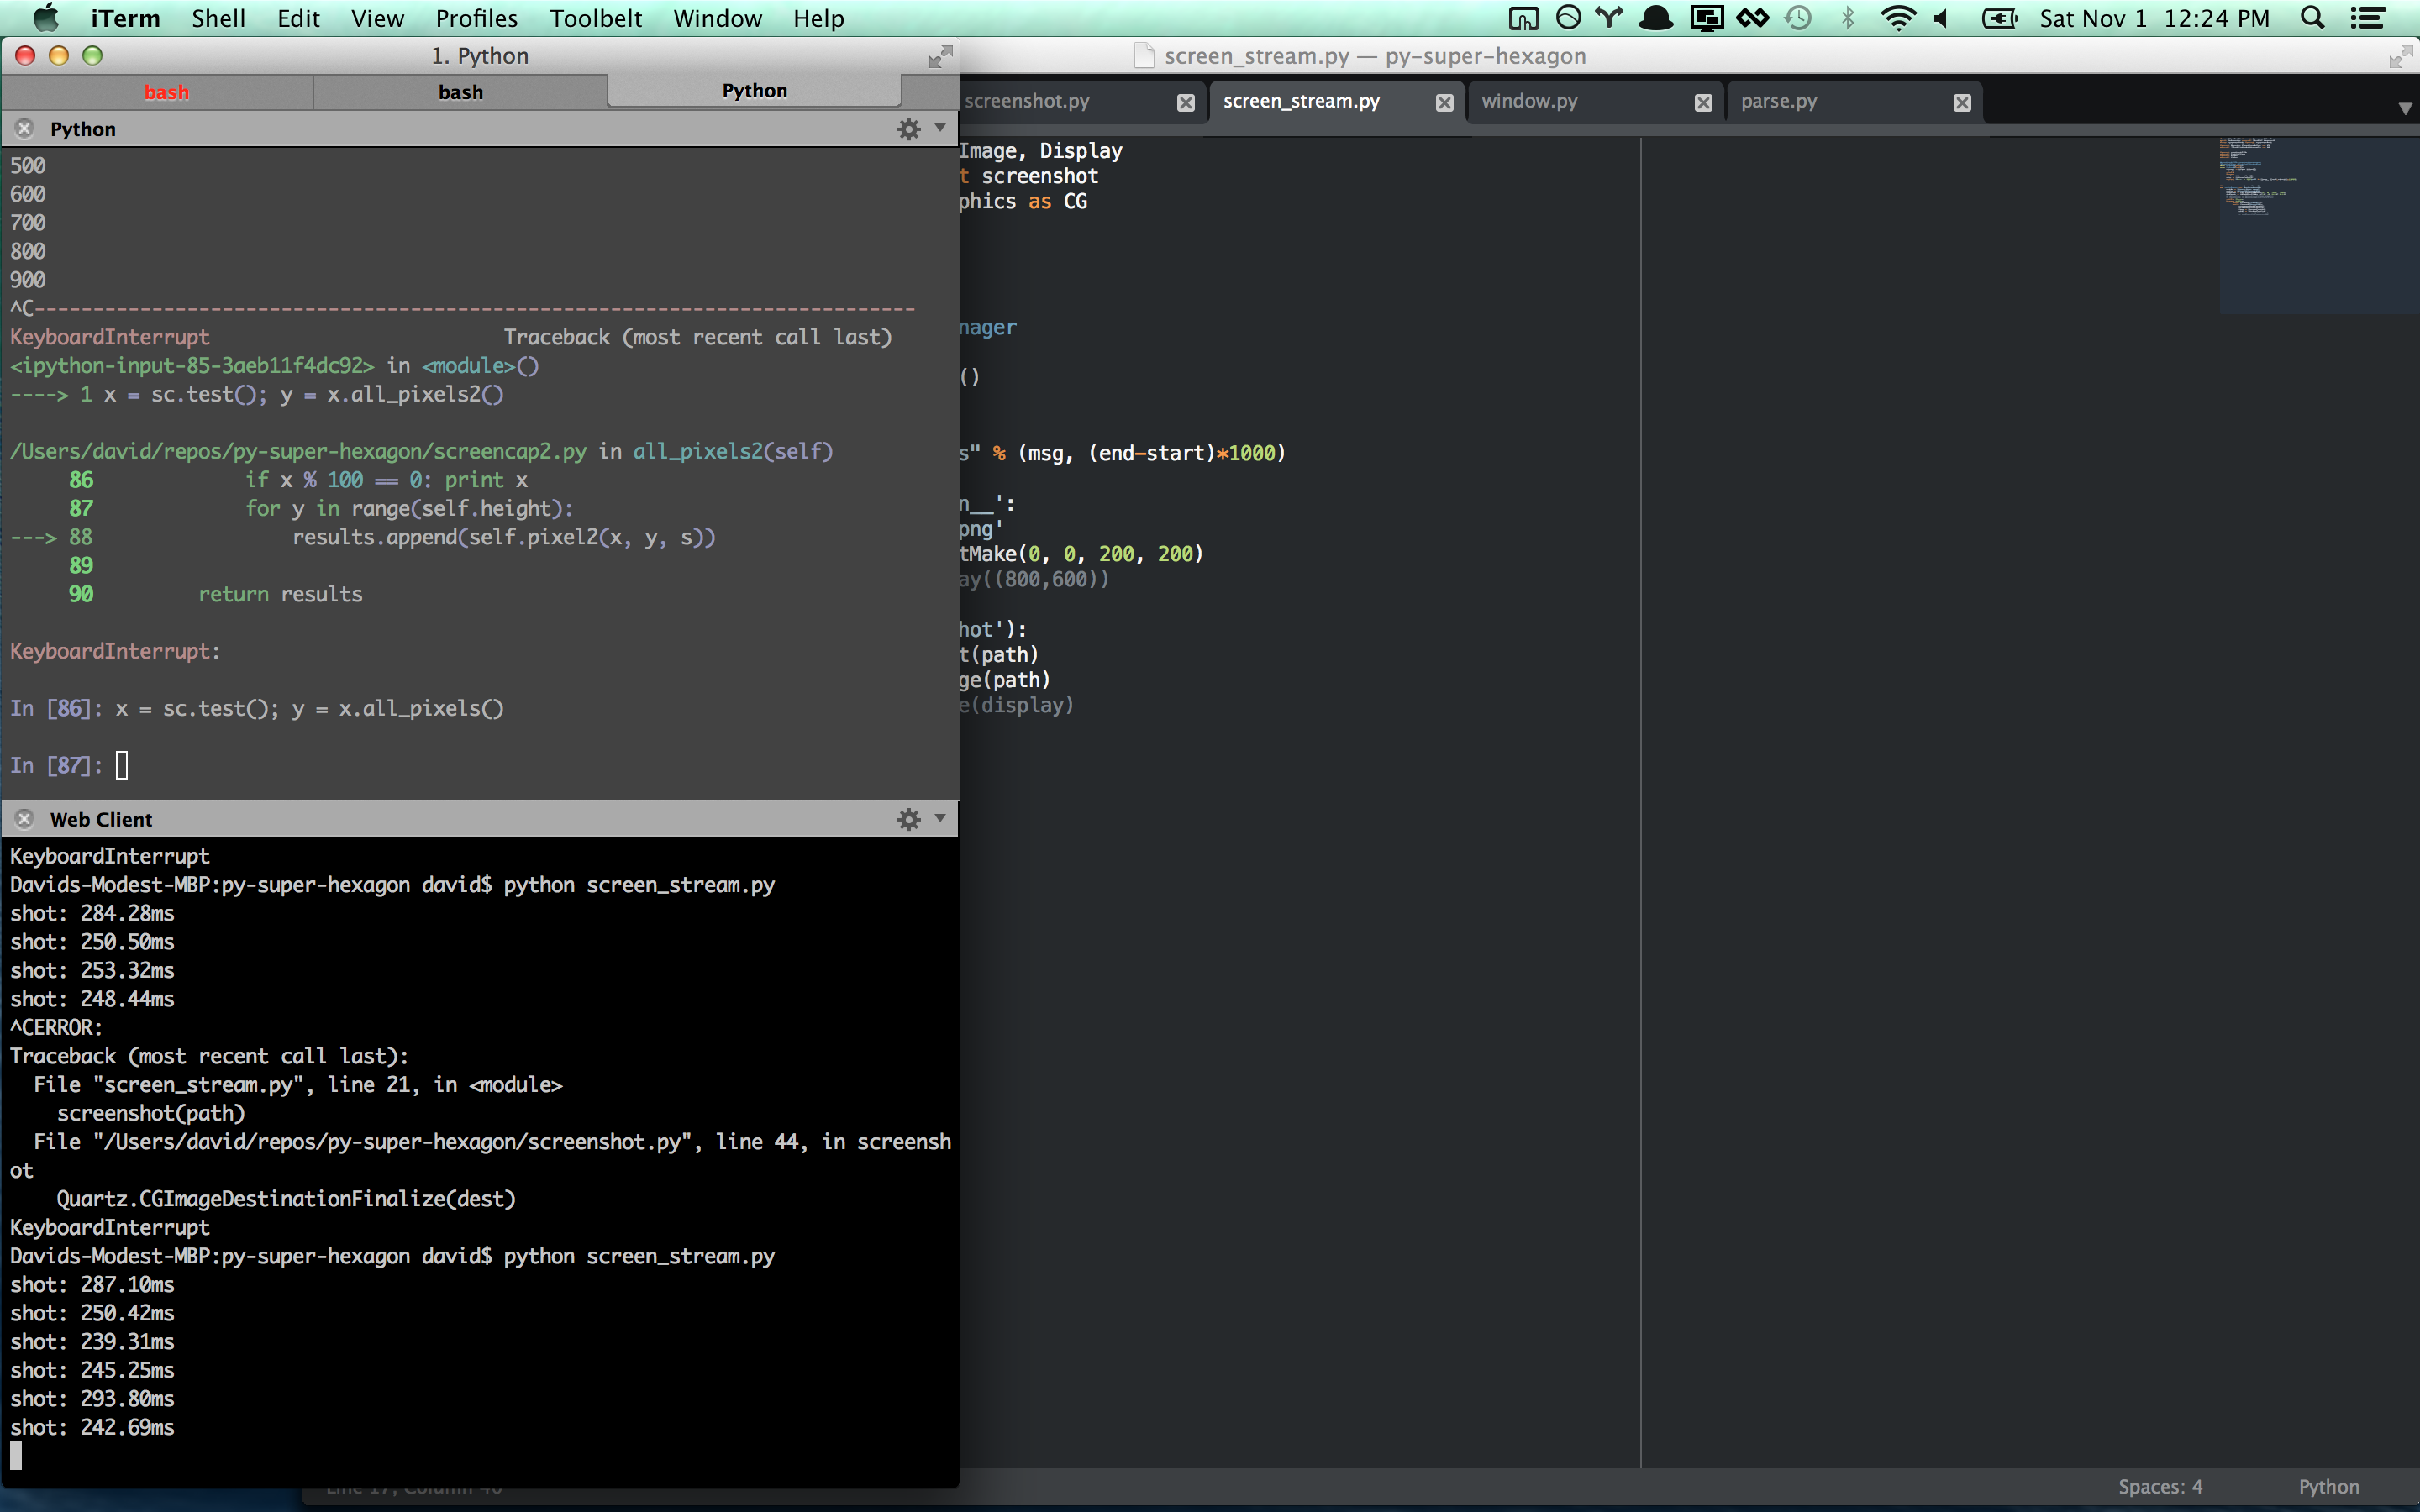 iTerm Shell Edit View Profiles Toolbelt Window Help Sat Nov 1 12:24 PM
1. Python
bash bash Python
Python
500
600
700
800
900
^C---------------------------------------------------------------------------
KeyboardInterrupt                         Traceback (most recent call last)
<ipython-input-85-3aeb11f4dc92> in <module>()
----> 1 x = sc.test(); y = x.all_pixels2()
/Users/david/repos/py-super-hexagon/screencap2.py in all_pixels2(self)
     86             if x % 100 == 0: print x
     87             for y in range(self.height):
---> 88                 results.append(self.pixel2(x, y, s))
     89
     90         return results
KeyboardInterrupt:
In [86]: x = sc.test(); y = x.all_pixels()
In [87]:
Web Client
KeyboardInterrupt
Davids-Modest-MBP:py-super-hexagon david$ python screen_stream.py
shot: 284.28ms
shot: 250.50ms
shot: 253.32ms
shot: 248.44ms
^CERROR:
Traceback (most recent call last):
  File "screen_stream.py", line 21, in <module>
    screenshot(path)
  File "/Users/david/repos/py-super-hexagon/screenshot.py", line 44, in screensh
ot
    Quartz.CGImageDestinationFinalize(dest)
KeyboardInterrupt
Davids-Modest-MBP:py-super-hexagon david$ python screen_stream.py
shot: 287.10ms
shot: 250.42ms
shot: 239.31ms
shot: 245.25ms
shot: 293.80ms
shot: 242.69ms
screen_stream.py — py-super-hexagon
screenshot.py screen_stream.py window.py parse.py
Image, Display
t screenshot
phics as CG
nager
()
s" % (msg, (end-start)*1000)
n__':
png'
tMake(0, 0, 200, 200)
ay((800,600))
hot'):
t(path)
ge(path)
e(display)
Spaces: 4 Python